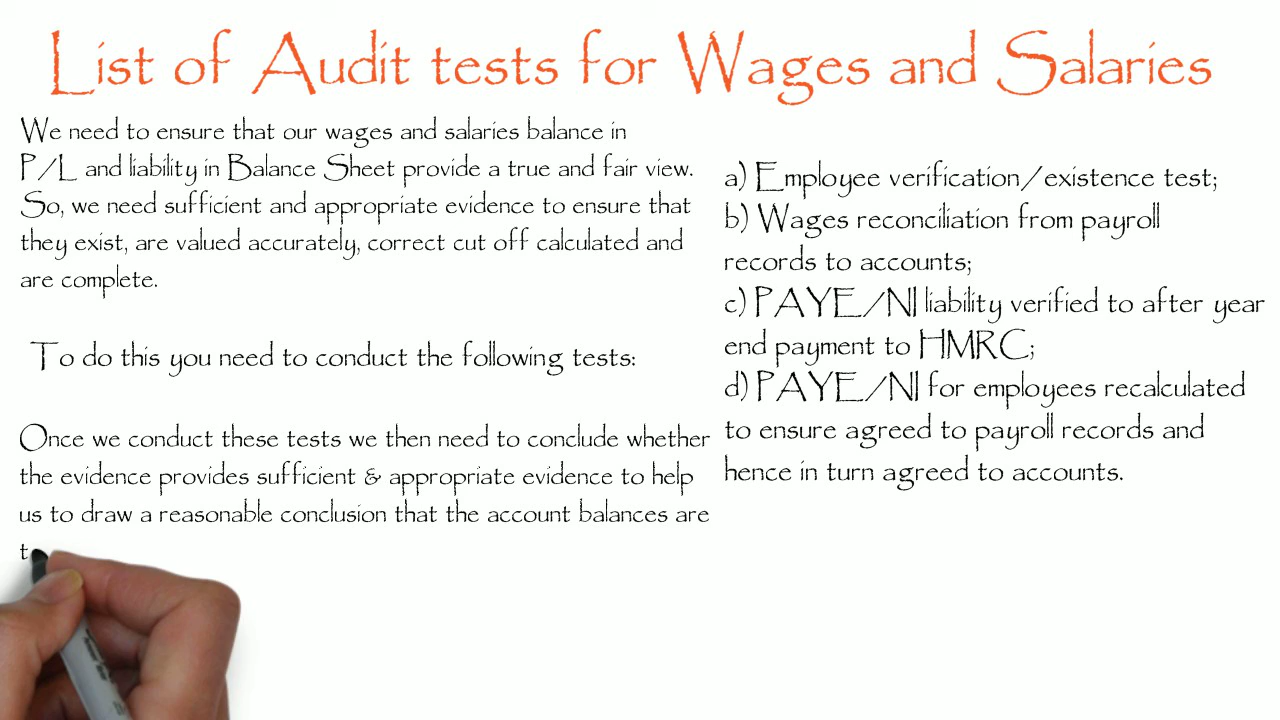 List of Audit tests for Wages and Salaries
We need to ensure that our wages and salaries balance in
P/L and liability in Balance Sheet provide a true and fair view.
So, we need sufficient and appropriate evidence to ensure that
they exist, are valued accurately, correct cut off calculated and
are complete.
To do this you need to conduct the following tests:
Once we conduct these tests we then need to conclude whether
the evidence provides sufficient & appropriate evidence to help
us to draw a reasonable conclusion that the account balances are
t
a) Employee verification/existence test;
b) Wages reconciliation from payroll
records to accounts;
c) PAYE/NI liability verified to after year
end payment to HMRC;
d) PAYE/NI for employees recalculated
to ensure agreed to payroll records and
hence in turn agreed to accounts.